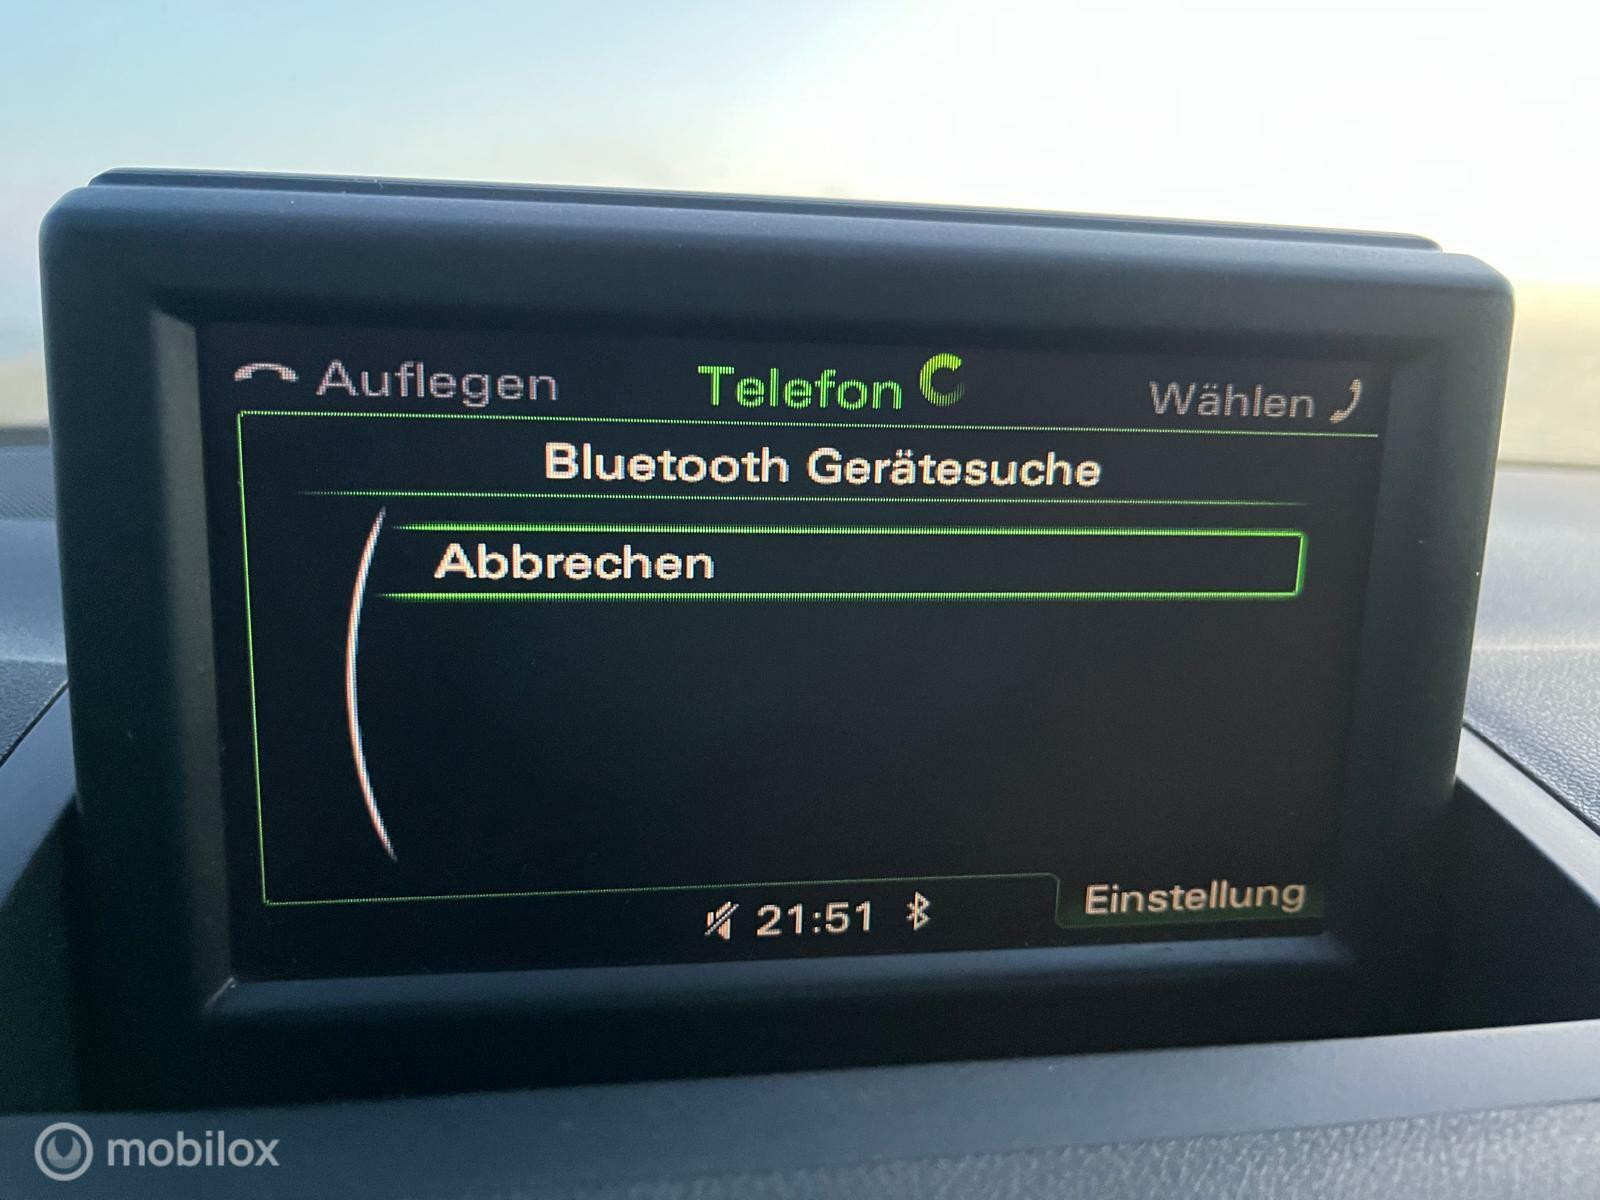 Auflegen Telefon Wählen
Bluetooth Gerätesuche
Abbrechen
21:51 Einstellung
mobilox